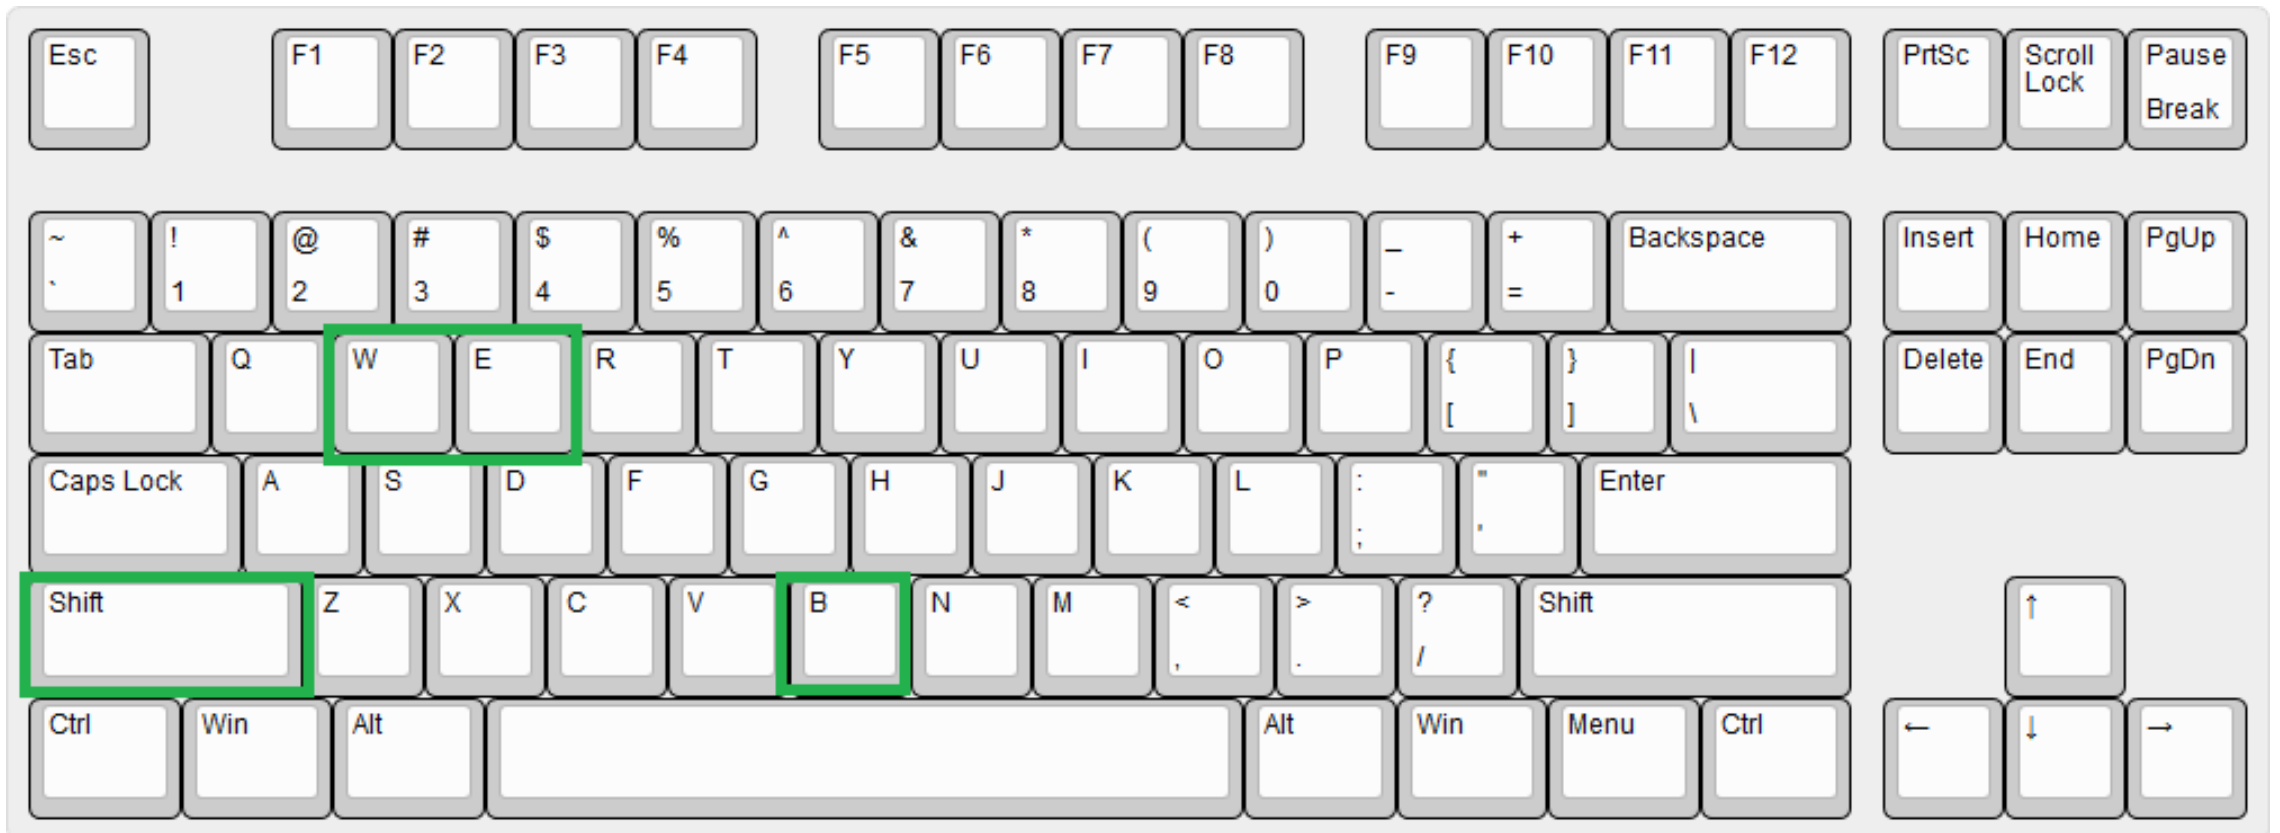 Esc F1 F2 F3 F4 F5 F6 F7 F8 F9 F10 F11 F12 PrtSc Scroll Pause
Lock
Break
~ ! @ # $ % ^ & * ( ) _ + Backspace Insert Home PgUp
` 1 2 3 4 5 6 7 8 9 0 - =
Tab Q W E R T Y U I O P { } | Delete End PgDn
[ ] \
Caps Lock A S D F G H J K L : " Enter
; '
Shift Z X C V B N M < > ? Shift ↑
, . /
Ctrl Win Alt Alt Win Menu Ctrl ← ↓ →